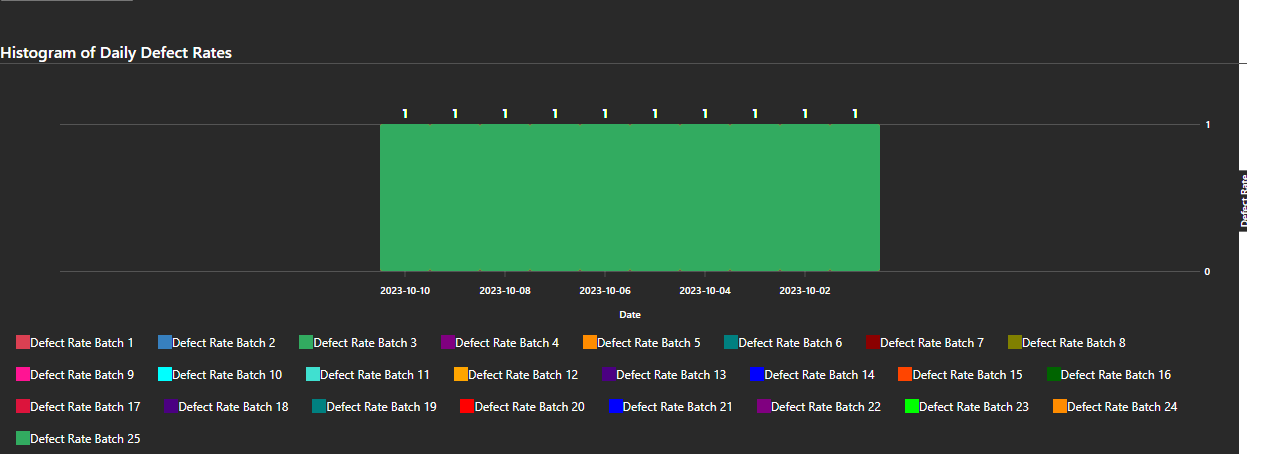 Histogram of Daily Defect Rates
1 1 1 1 1 1 1 1 1 1
1
Defect Rate
0
2023-10-10 2023-10-08 2023-10-06 2023-10-04 2023-10-02
Date
Defect Rate Batch 1 Defect Rate Batch 2 Defect Rate Batch 3 Defect Rate Batch 4 Defect Rate Batch 5 Defect Rate Batch 6 Defect Rate Batch 7 Defect Rate Batch 8
Defect Rate Batch 9 Defect Rate Batch 10 Defect Rate Batch 11 Defect Rate Batch 12 Defect Rate Batch 13 Defect Rate Batch 14 Defect Rate Batch 15 Defect Rate Batch 16
Defect Rate Batch 17 Defect Rate Batch 18 Defect Rate Batch 19 Defect Rate Batch 20 Defect Rate Batch 21 Defect Rate Batch 22 Defect Rate Batch 23 Defect Rate Batch 24
Defect Rate Batch 25